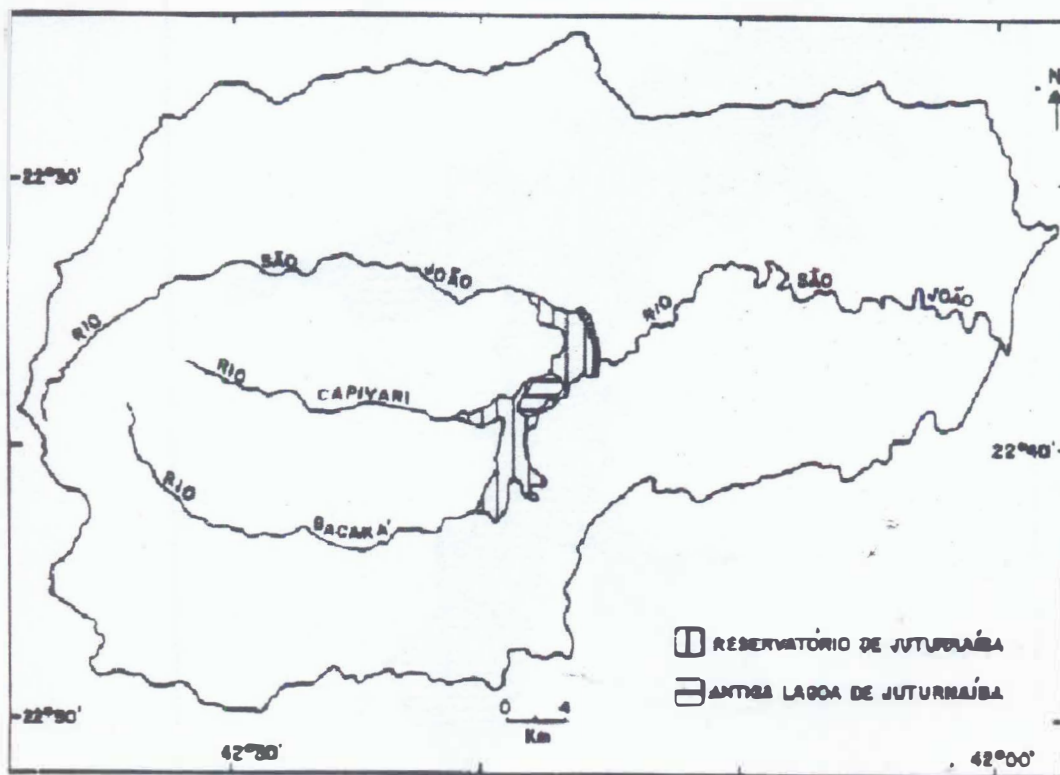 N
22°30'
SÃO
JOÃO
RIO
SÃO
JOÃO
RIO
RIO
CAPIVARI
22°40'
RIO
BACAXÁ
RESERVATÓRIO DE JUTURNAÍBA
ANTIGA LAGOA DE JUTURNAÍBA
22°50'
0 4
Km
42°30'
42°00'